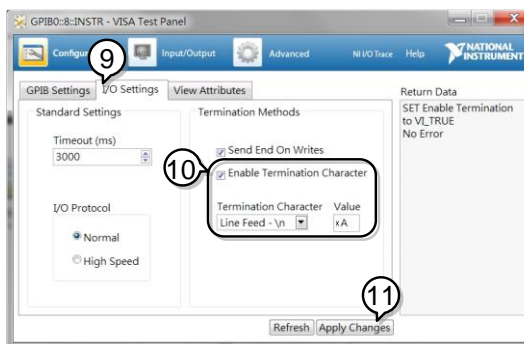 GPIB0::8::INSTR - VISA Test Panel
Configur
Input/Output
Advanced
NI I/O Trace
Help
NATIONAL
INSTRUMENT
9
GPIB Settings
I/O Settings
View Attributes
Return Data
Standard Settings
Termination Methods
SET Enable Termination
to VI_TRUE
No Error
Timeout (ms)
3000
Send End On Writes
10
Enable Termination Character
I/O Protocol
Termination Character
Value
Line Feed - \n
xA
Normal
High Speed
11
Refresh
Apply Changes